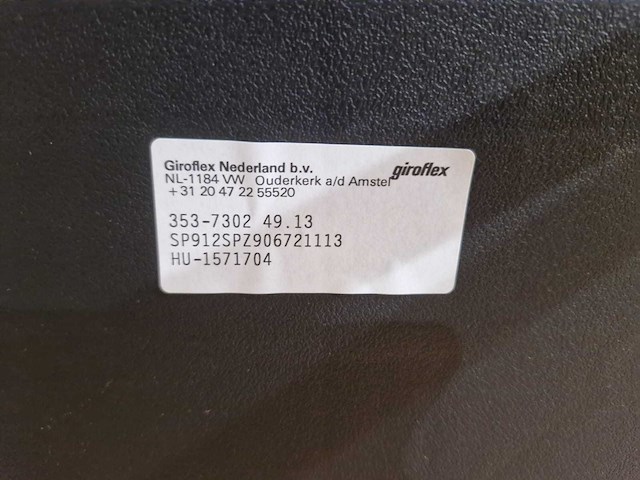 Giroflex Nederland b.v.
giroflex
NL-1184 VW Ouderkerk a/d Amstel
+31 20 47 22 55520
353-7302 49.13
SP912SPZ906721113
HU-1571704